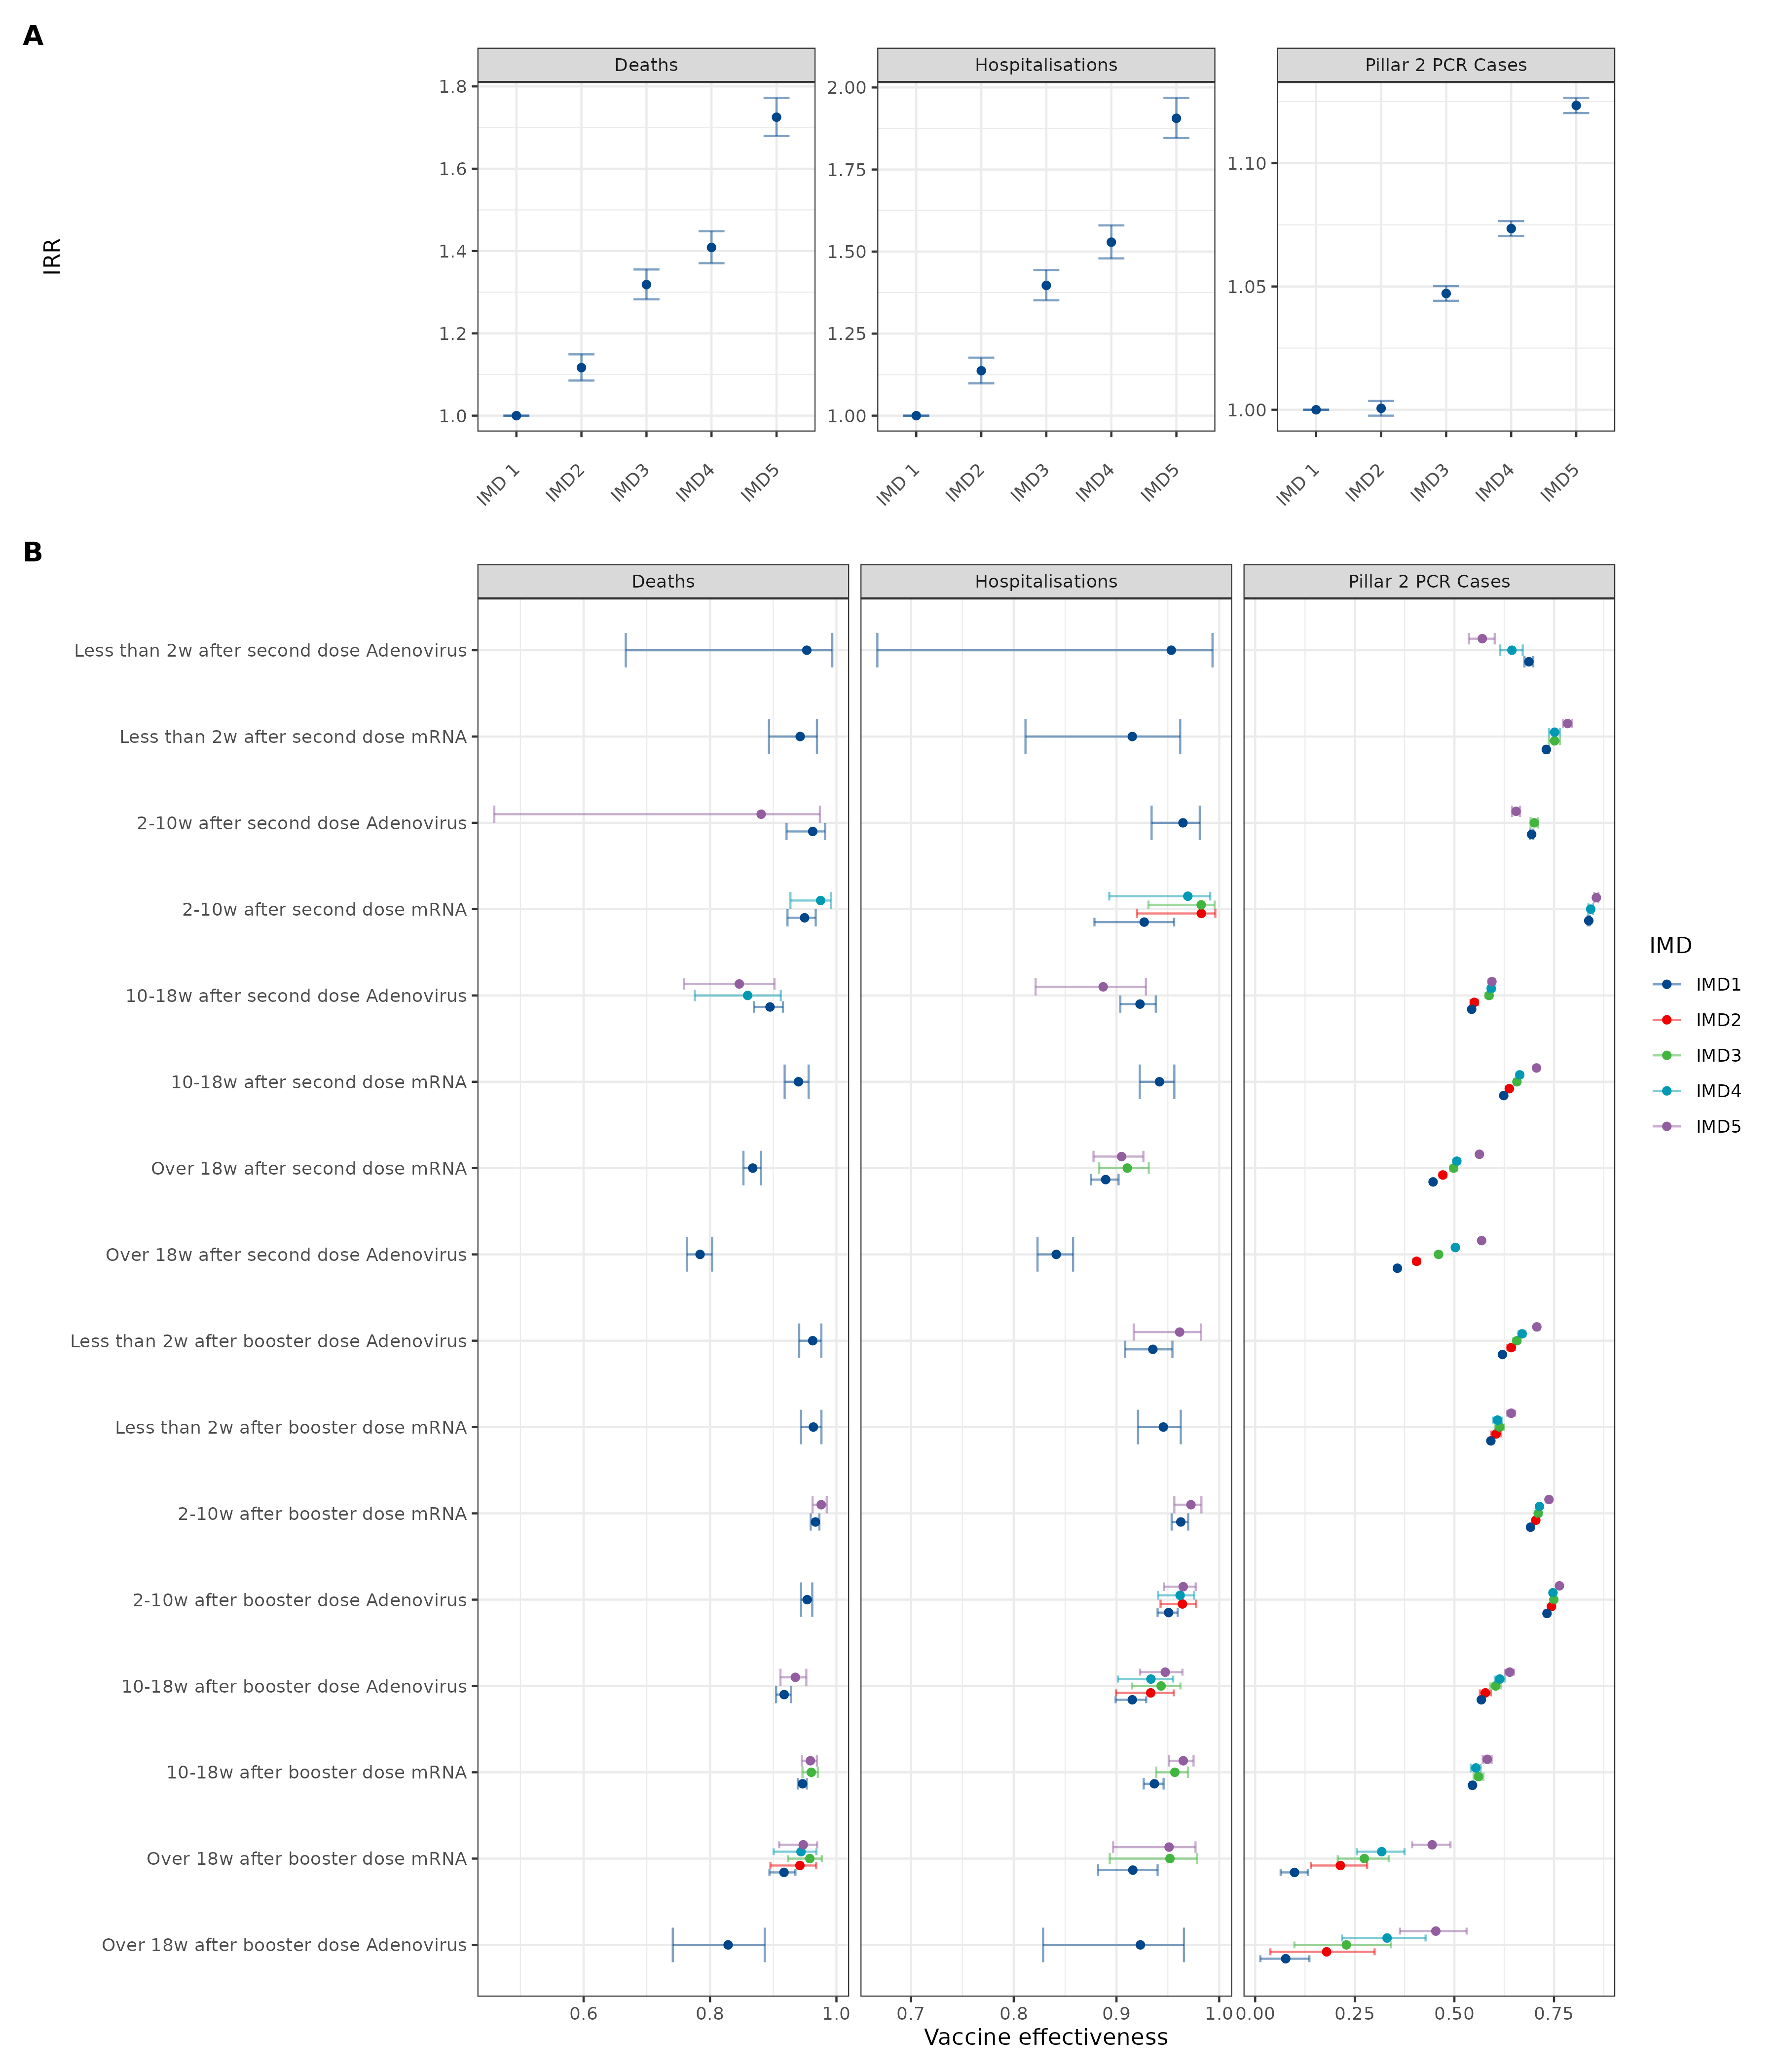 A
Deaths
Hospitalisations
Pillar 2 PCR Cases
IRR
1.8
1.6
1.4
1.2
1.0
2.00
1.75
1.50
1.25
1.00
1.10
1.05
1.00
IMD 1
IMD2
IMD3
IMD4
IMD5
IMD 1
IMD2
IMD3
IMD4
IMD5
IMD 1
IMD2
IMD3
IMD4
IMD5
B
Deaths
Hospitalisations
Pillar 2 PCR Cases
Less than 2w after second dose Adenovirus
Less than 2w after second dose mRNA
2-10w after second dose Adenovirus
2-10w after second dose mRNA
10-18w after second dose Adenovirus
10-18w after second dose mRNA
Over 18w after second dose mRNA
Over 18w after second dose Adenovirus
Less than 2w after booster dose Adenovirus
Less than 2w after booster dose mRNA
2-10w after booster dose mRNA
2-10w after booster dose Adenovirus
10-18w after booster dose Adenovirus
10-18w after booster dose mRNA
Over 18w after booster dose mRNA
Over 18w after booster dose Adenovirus
0.6 0.8 1.0
0.7 0.8 0.9 1.0
0.00 0.25 0.50 0.75
Vaccine effectiveness
IMD
IMD1
IMD2
IMD3
IMD4
IMD5